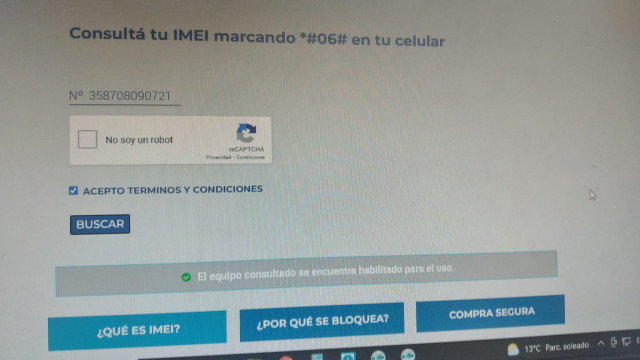 Consultá tu IMEI marcando *#06# en tu celular
Nº 358708090721
No soy un robot
reCAPTCHA
Privacidad - Condiciones
ACEPTO TERMINOS Y CONDICIONES
BUSCAR
El equipo consultado se encuentra habilitado para el uso.
¿QUÉ ES IMEI?
¿POR QUÉ SE BLOQUEA?
COMPRA SEGURA
13°C Parc. soleado